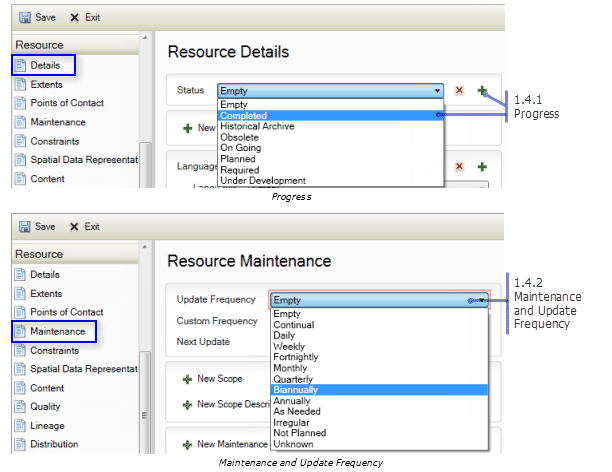 Save Exit
Resource
Details
Extents
Points of Contact
Maintenance
Constraints
Spatial Data Representat
Content
Resource Details
Status Empty
Empty
Completed
Historical Archive
Obsolete
On Going
Planned
Required
Under Development
New
Language
1.4.1
Progress
Progress
Save Exit
Resource
Details
Extents
Points of Contact
Maintenance
Constraints
Spatial Data Representat
Content
Quality
Lineage
Distribution
Resource Maintenance
Update Frequency Empty
Custom Frequency
Next Update
Empty
Continual
Daily
Weekly
Fortnightly
Monthly
Quarterly
Biannually
Annually
As Needed
Irregular
Not Planned
Unknown
New Scope
New Scope Descri
New Maintenance
1.4.2
Maintenance
and Update
Frequency
Maintenance and Update Frequency